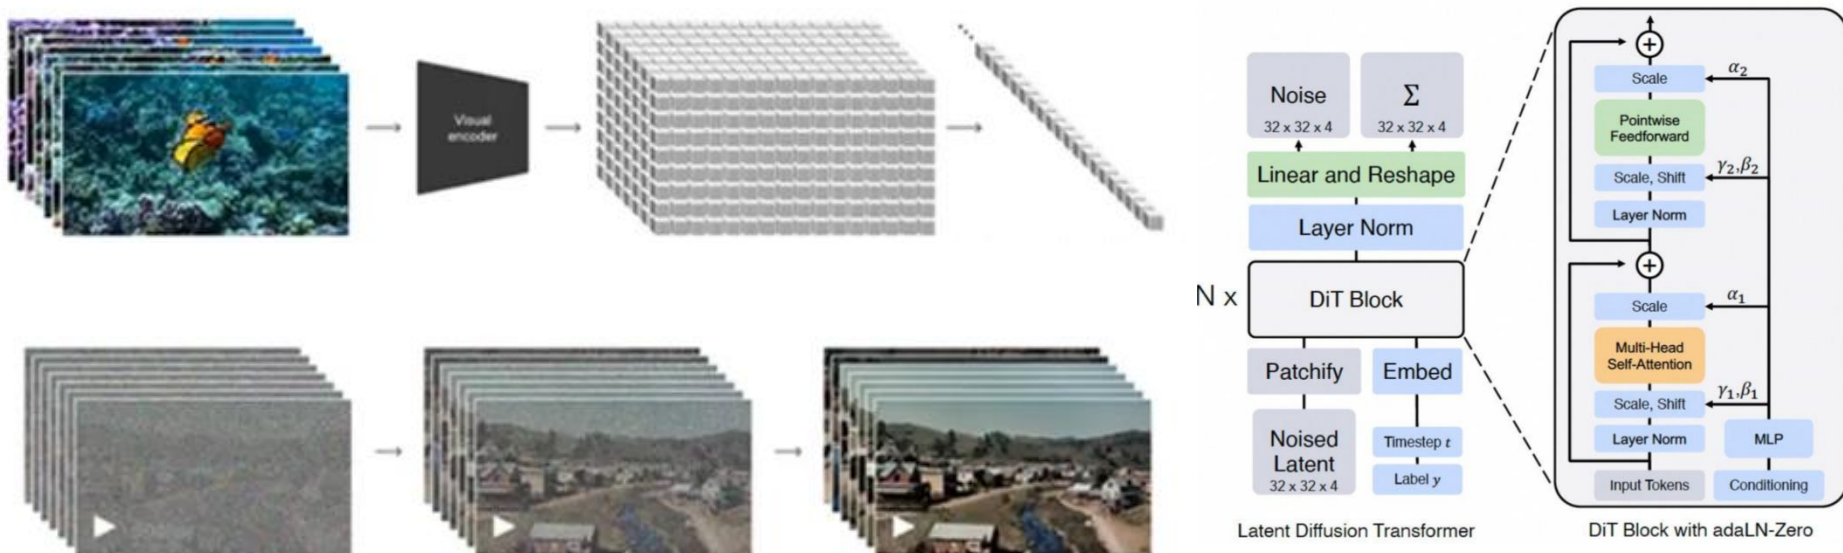 Visual
encoder
Noise
32 x 32 x 4
Σ
32 x 32 x 4
Linear and Reshape
Layer Norm
N x
DiT Block
Patchify
Embed
Noised
Latent
32 x 32 x 4
Timestep t
Label y
Latent Diffusion Transformer
+
Scale
α₂
Pointwise
Feedforward
Scale, Shift
γ₂,β₂
Layer Norm
+
Scale
α₁
Multi-Head
Self-Attention
Scale, Shift
γ₁,β₁
Layer Norm
MLP
Input Tokens
Conditioning
DiT Block with adaLN-Zero